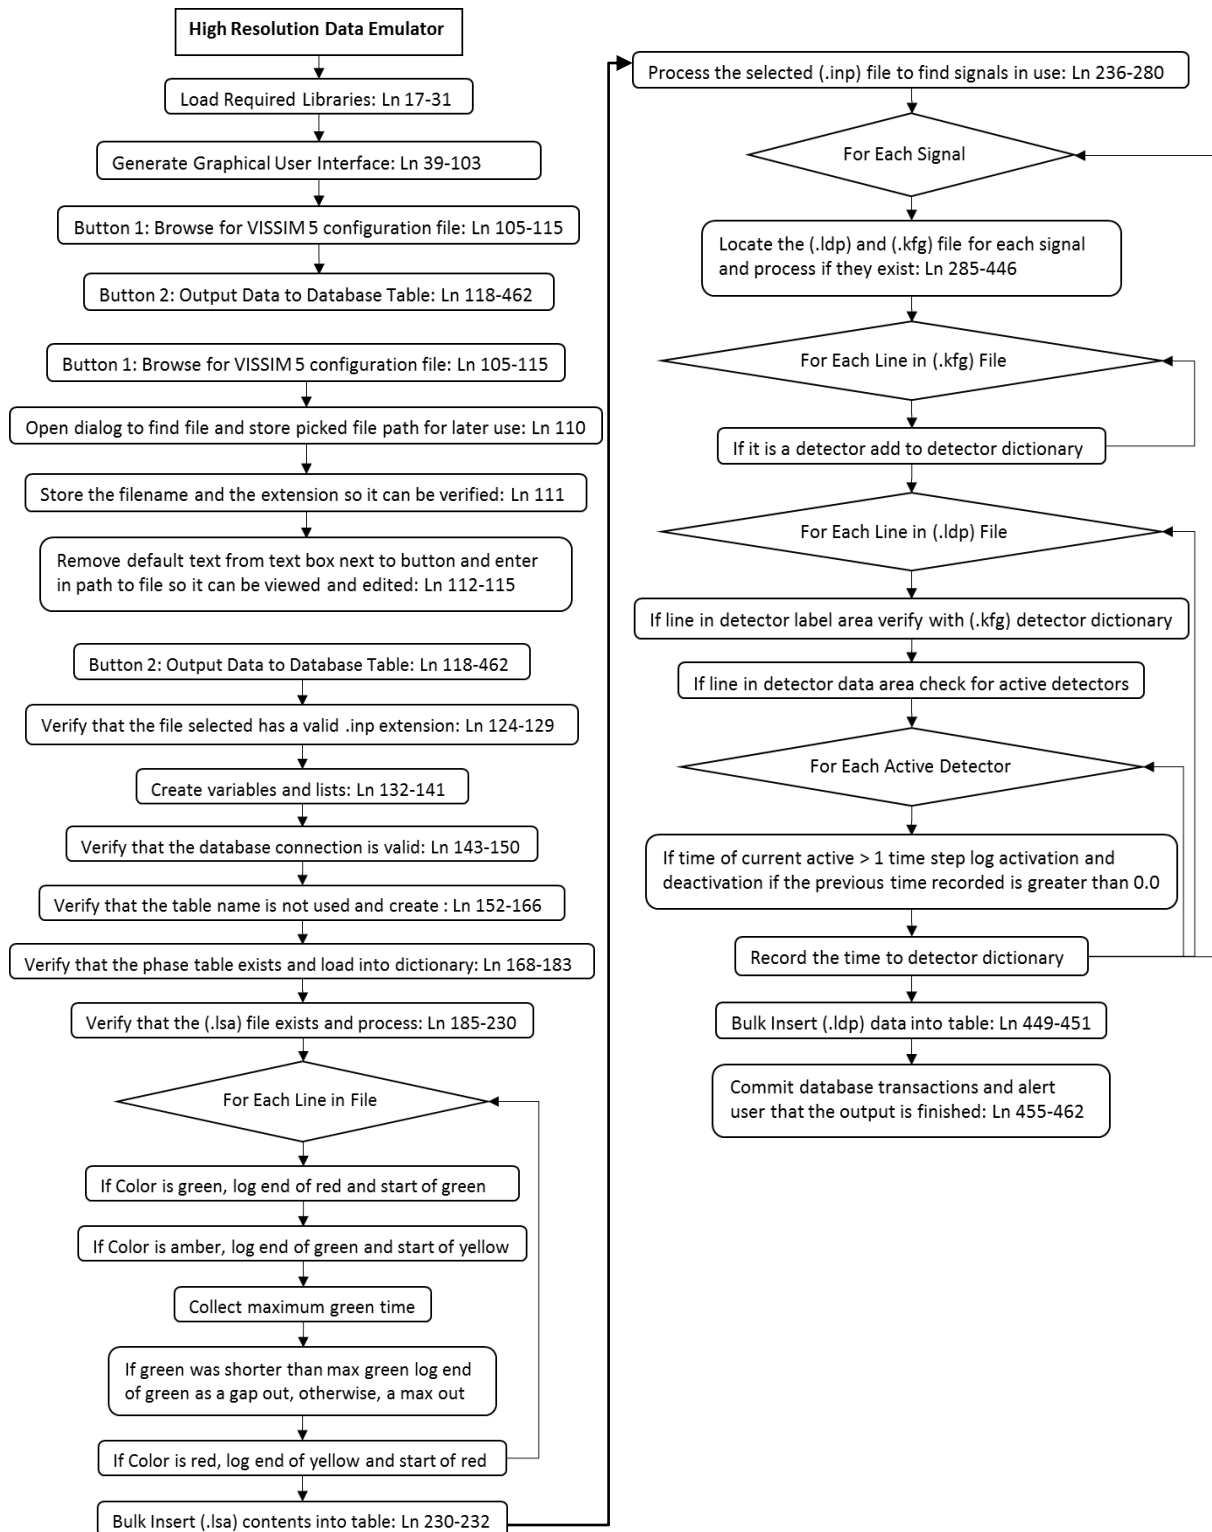 High Resolution Data Emulator
Load Required Libraries: Ln 17-31
Generate Graphical User Interface: Ln 39-103
Button 1: Browse for VISSIM 5 configuration file: Ln 105-115
Button 2: Output Data to Database Table: Ln 118-462
Button 1: Browse for VISSIM 5 configuration file: Ln 105-115
Open dialog to find file and store picked file path for later use: Ln 110
Store the filename and the extension so it can be verified: Ln 111
Remove default text from text box next to button and enter
in path to file so it can be viewed and edited: Ln 112-115
Button 2: Output Data to Database Table: Ln 118-462
Verify that the file selected has a valid .inp extension: Ln 124-129
Create variables and lists: Ln 132-141
Verify that the database connection is valid: Ln 143-150
Verify that the table name is not used and create : Ln 152-166
Verify that the phase table exists and load into dictionary: Ln 168-183
Verify that the (.lsa) file exists and process: Ln 185-230
For Each Line in File
If Color is green, log end of red and start of green
If Color is amber, log end of green and start of yellow
Collect maximum green time
If green was shorter than max green log end
of green as a gap out, otherwise, a max out
If Color is red, log end of yellow and start of red
Bulk Insert (.lsa) contents into table: Ln 230-232
Process the selected (.inp) file to find signals in use: Ln 236-280
For Each Signal
Locate the (.ldp) and (.kfg) file for each signal
and process if they exist: Ln 285-446
For Each Line in (.kfg) File
If it is a detector add to detector dictionary
For Each Line in (.ldp) File
If line in detector label area verify with (.kfg) detector dictionary
If line in detector data area check for active detectors
For Each Active Detector
If time of current active > 1 time step log activation and
deactivation if the previous time recorded is greater than 0.0
Record the time to detector dictionary
Bulk Insert (.ldp) data into table: Ln 449-451
Commit database transactions and alert
user that the output is finished: Ln 455-462